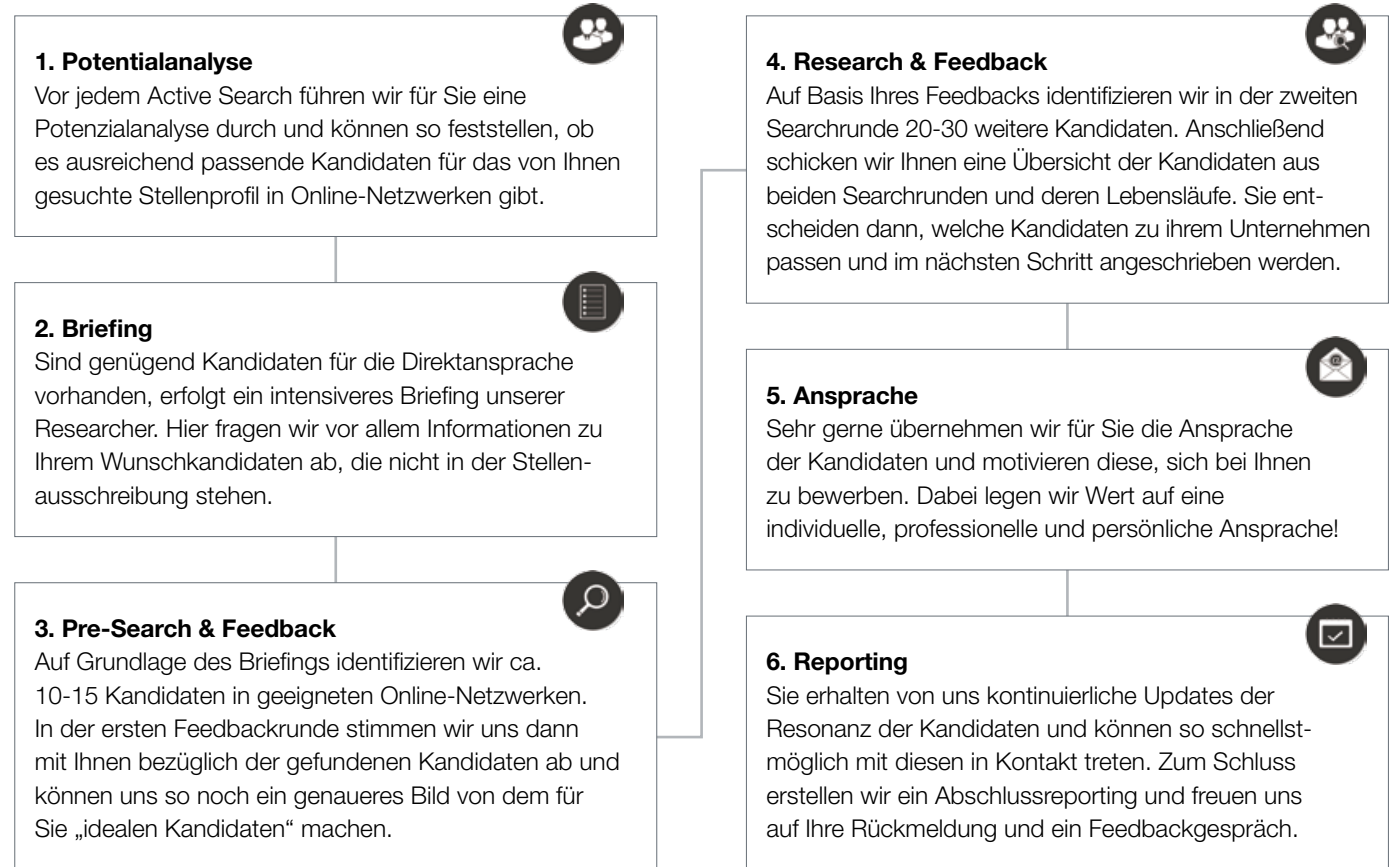 1. Potentialanalyse
Vor jedem Active Search führen wir für Sie eine
Potenzialanalyse durch und können so feststellen, ob
es ausreichend passende Kandidaten für das von Ihnen
gesuchte Stellenprofil in Online-Netzwerken gibt.
2. Briefing
Sind genügend Kandidaten für die Direktansprache
vorhanden, erfolgt ein intensiveres Briefing unserer
Researcher. Hier fragen wir vor allem Informationen zu
Ihrem Wunschkandidaten ab, die nicht in der Stellen-
ausschreibung stehen.
3. Pre-Search & Feedback
Auf Grundlage des Briefings identifizieren wir ca.
10-15 Kandidaten in geeigneten Online-Netzwerken.
In der ersten Feedbackrunde stimmen wir uns dann
mit Ihnen bezüglich der gefundenen Kandidaten ab und
können uns so noch ein genaueres Bild von dem für
Sie „idealen Kandidaten“ machen.
4. Research & Feedback
Auf Basis Ihres Feedbacks identifizieren wir in der zweiten
Searchrunde 20-30 weitere Kandidaten. Anschließend
schicken wir Ihnen eine Übersicht der Kandidaten aus
beiden Searchrunden und deren Lebensläufe. Sie ent-
scheiden dann, welche Kandidaten zu ihrem Unternehmen
passen und im nächsten Schritt angeschrieben werden.
5. Ansprache
Sehr gerne übernehmen wir für Sie die Ansprache
der Kandidaten und motivieren diese, sich bei Ihnen
zu bewerben. Dabei legen wir Wert auf eine
individuelle, professionelle und persönliche Ansprache!
6. Reporting
Sie erhalten von uns kontinuierliche Updates der
Resonanz der Kandidaten und können so schnellst-
möglich mit diesen in Kontakt treten. Zum Schluss
erstellen wir ein Abschlussreporting und freuen uns
auf Ihre Rückmeldung und ein Feedbackgespräch.